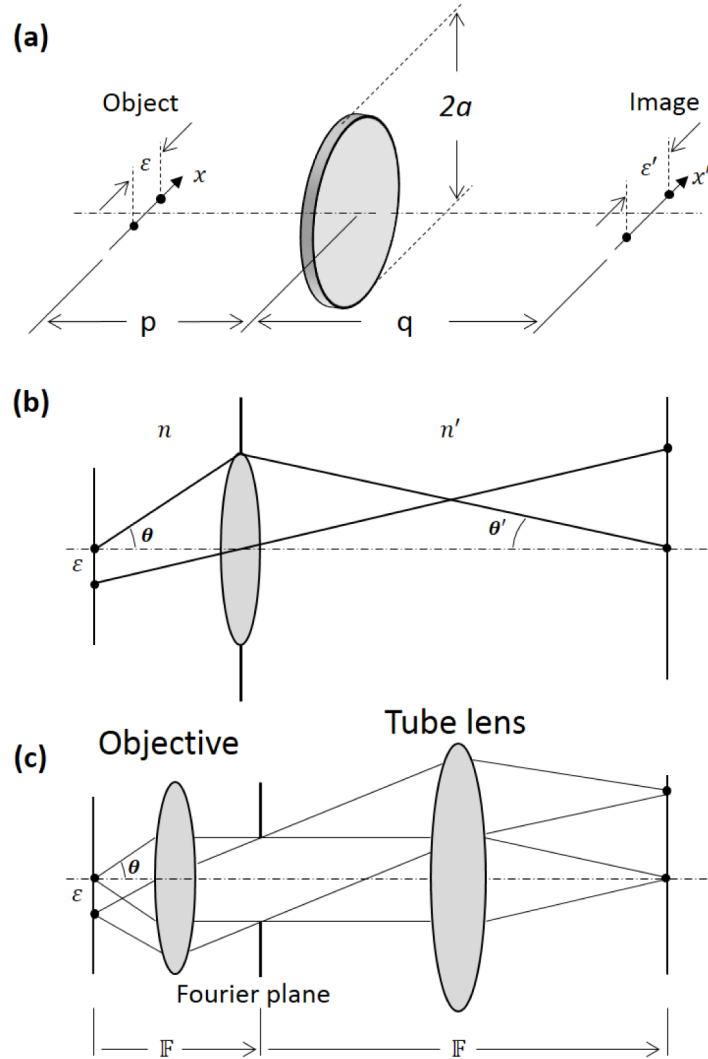 (a)
2a
Object
Image
ε
x
ε′
x′
p
q
(b)
n
n′
θ
θ′
ε
Tube lens
Objective
(c)
θ
ε
Fourier plane
𝔽
𝔽